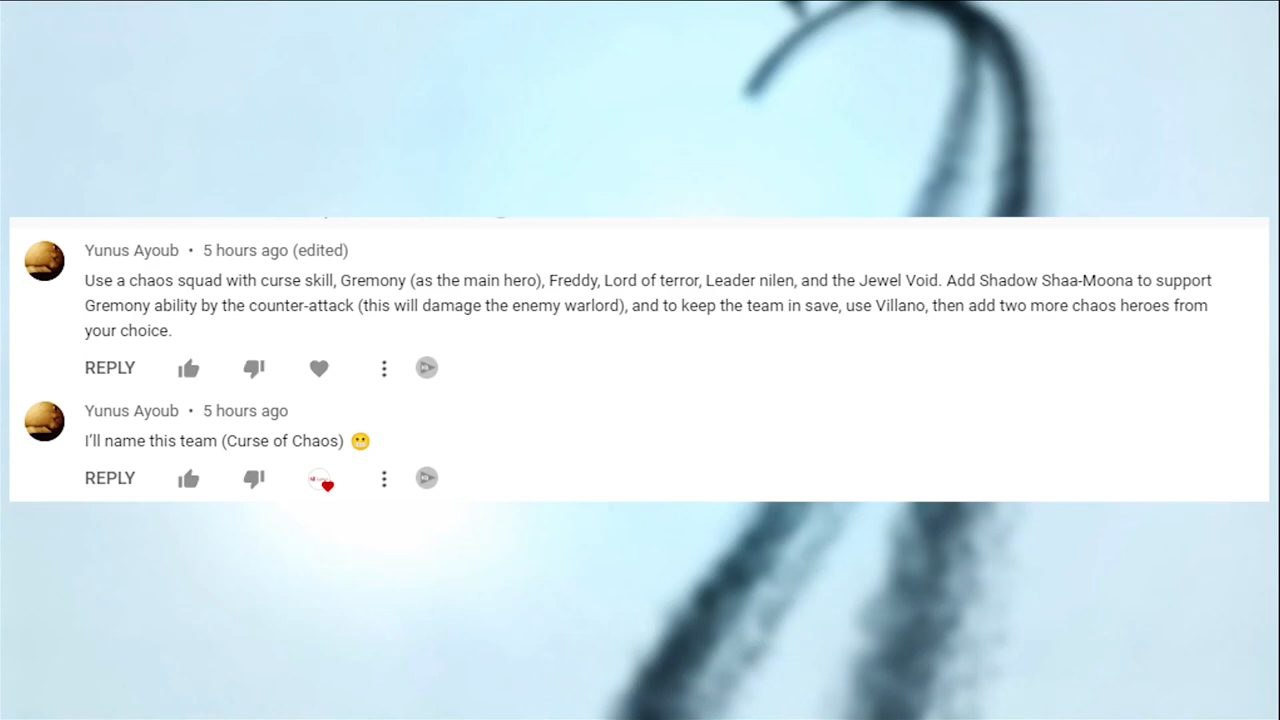 Yunus Ayoub • 5 hours ago (edited)
Use a chaos squad with curse skill, Gremony (as the main hero), Freddy, Lord of terror, Leader nilen, and the Jewel Void. Add Shadow Shaa-Moona to support
Gremony ability by the counter-attack (this will damage the enemy warlord), and to keep the team in save, use Villano, then add two more chaos heroes from
your choice.
REPLY
Yunus Ayoub • 5 hours ago
I’ll name this team (Curse of Chaos) 😬
REPLY